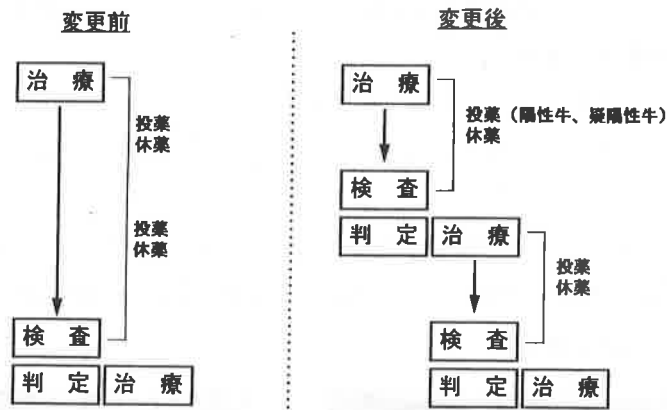 変更前
治 療
投薬
休薬
投薬
休薬
検 査
判 定 治 療
変更後
治 療
投薬(陽性牛、疑陽性牛)
休薬
検 査
判 定 治 療
投薬
休薬
検 査
判 定 治 療